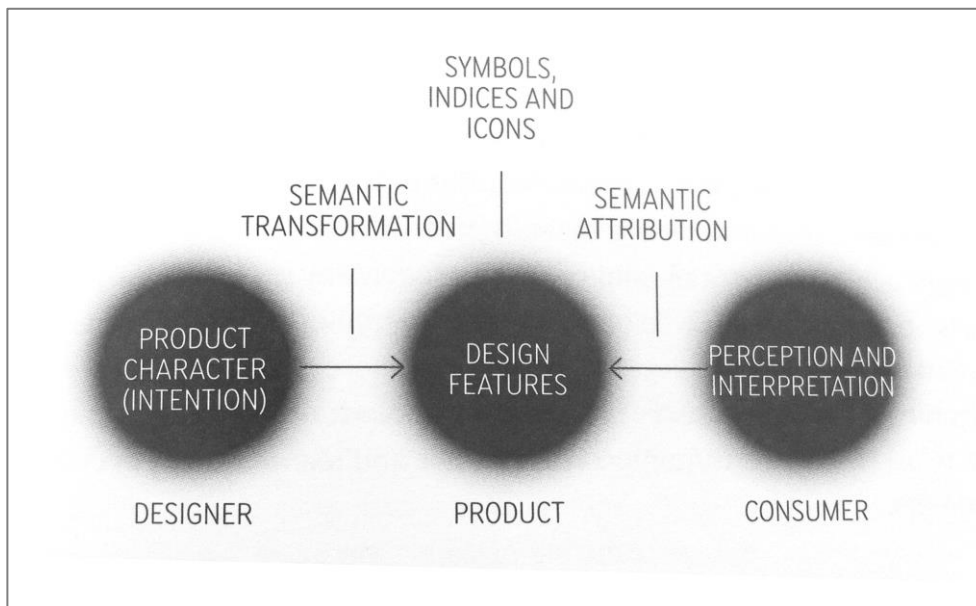 SYMBOLS,
INDICES AND
ICONS
SEMANTIC
TRANSFORMATION
SEMANTIC
ATTRIBUTION
PRODUCT
CHARACTER
(INTENTION)
DESIGN
FEATURES
PERCEPTION AND
INTERPRETATION
DESIGNER
PRODUCT
CONSUMER